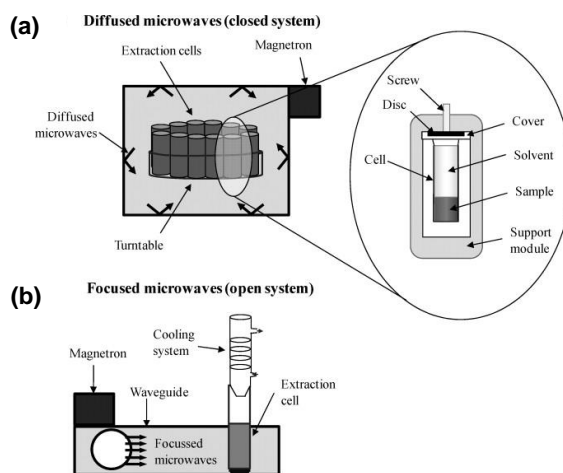 (a)
Diffused microwaves (closed system)
Extraction cells
Magnetron
Diffused
microwaves
Turntable
Screw
Disc
Cover
Cell
Solvent
Sample
Support
module
(b)
Focused microwaves (open system)
Cooling
system
Magnetron
Waveguide
Extraction
cell
Focussed
microwaves